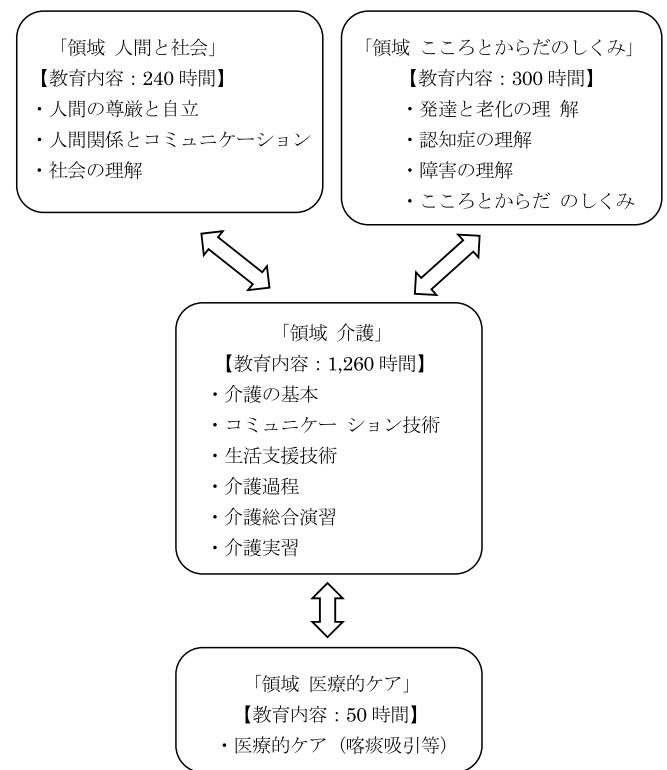 「領域 人間と社会」
【教育内容：240 時間】
・人間の尊厳と自立
・人間関係とコミュニケーション
・社会の理解
「領域 こころとからだのしくみ」
【教育内容：300 時間】
・発達と老化の理 解
・認知症の理解
・障害の理解
・こころとからだ のしくみ
「領域 介護」
【教育内容：1,260 時間】
・介護の基本
・コミュニケー ション技術
・生活支援技術
・介護過程
・介護総合演習
・介護実習
「領域 医療的ケア」
【教育内容：50 時間】
・医療的ケア（喀痰吸引等）